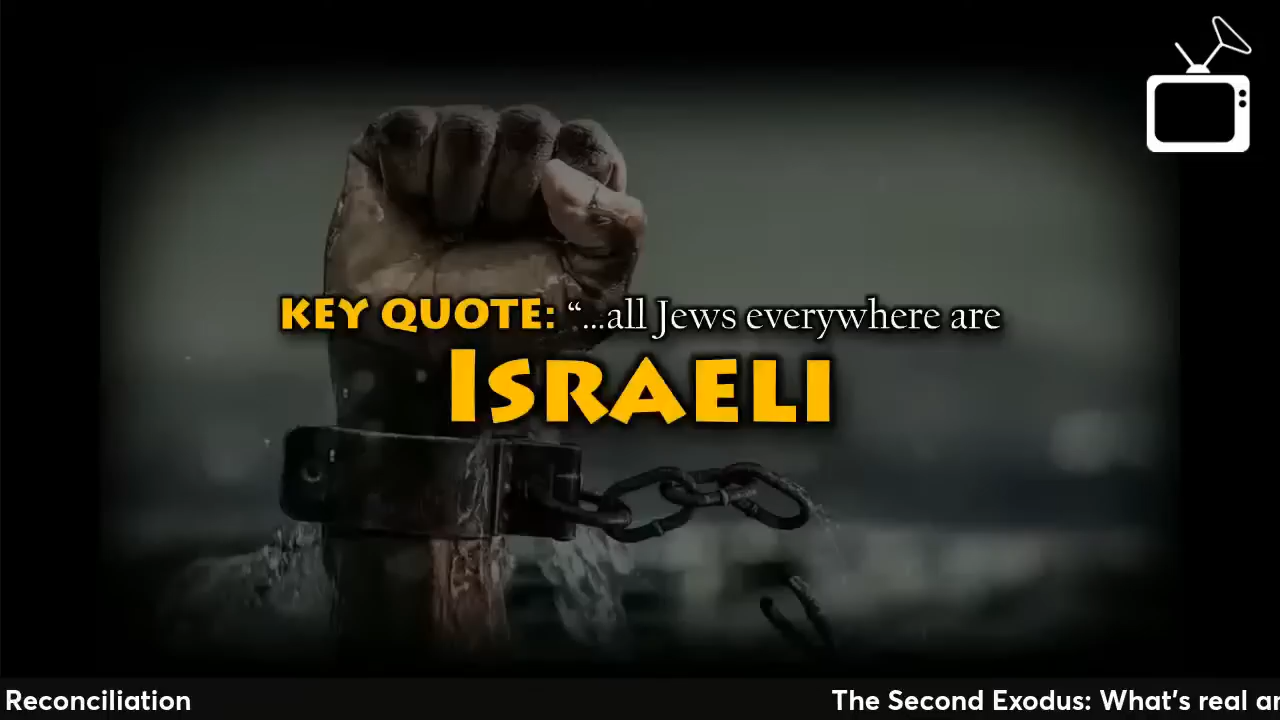 KEY QUOTE: “...all Jews everywhere are
ISRAELI
Reconciliation
The Second Exodus: What's real